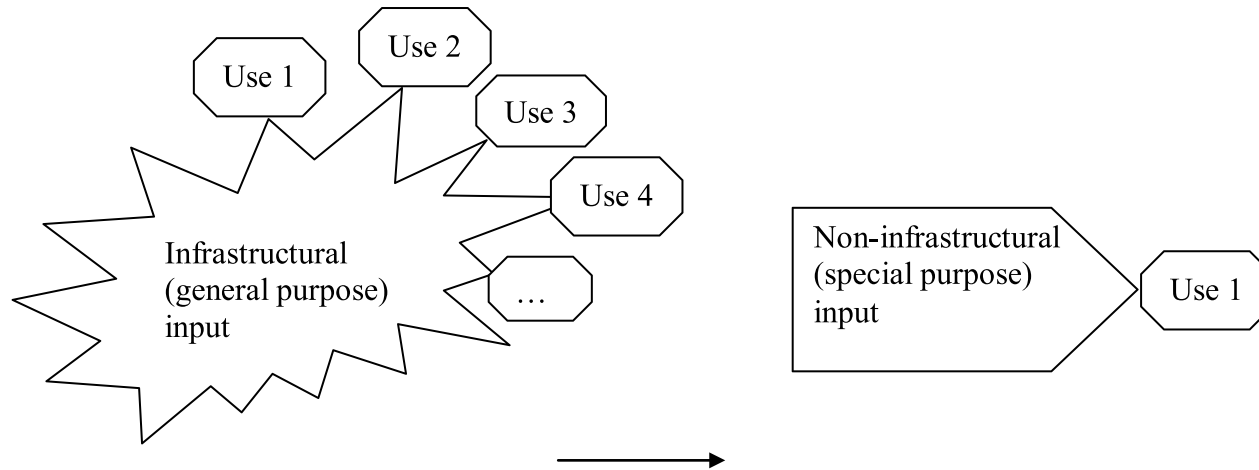 Use 1
Use 2
Use 3
Use 4
…
Infrastructural
(general purpose)
input
Non-infrastructural
(special purpose)
input
Use 1